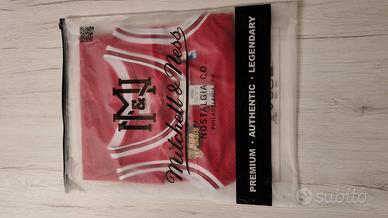 M&N
Mitchell & Ness
NOSTALGIA CO.
PHILADELPHIA, PA
PREMIUM • AUTHENTIC • LEGENDARY
subito